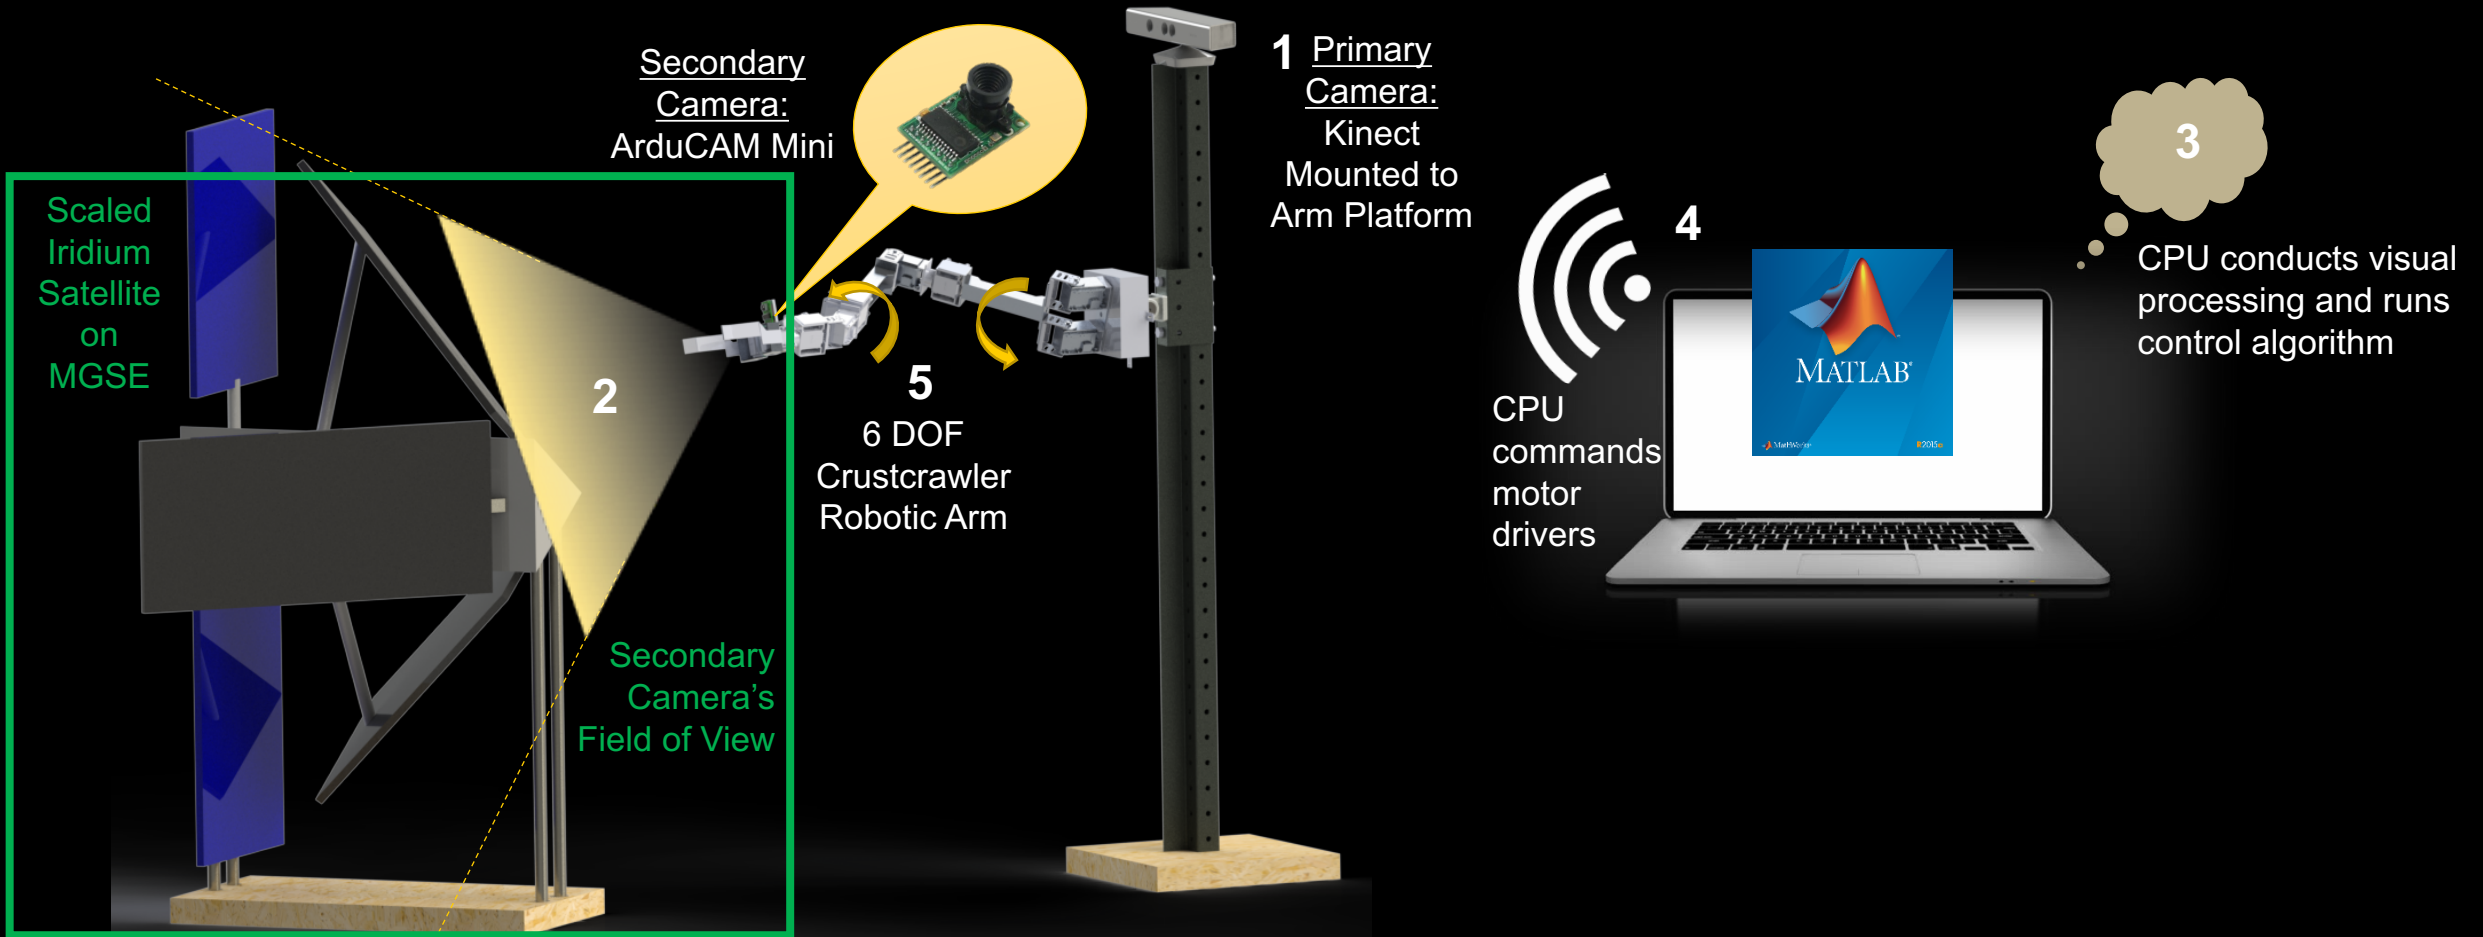 Secondary
Camera:
ArduCAM Mini
1 Primary
Camera:
Kinect
Mounted to
Arm Platform
3
4
CPU conducts visual
processing and runs
control algorithm
Scaled
Iridium
Satellite
on
MGSE
2
5
6 DOF
Crustcrawler
Robotic Arm
MATLAB®
MathWorks®
R2015a
CPU
commands
motor
drivers
Secondary
Camera’s
Field of View